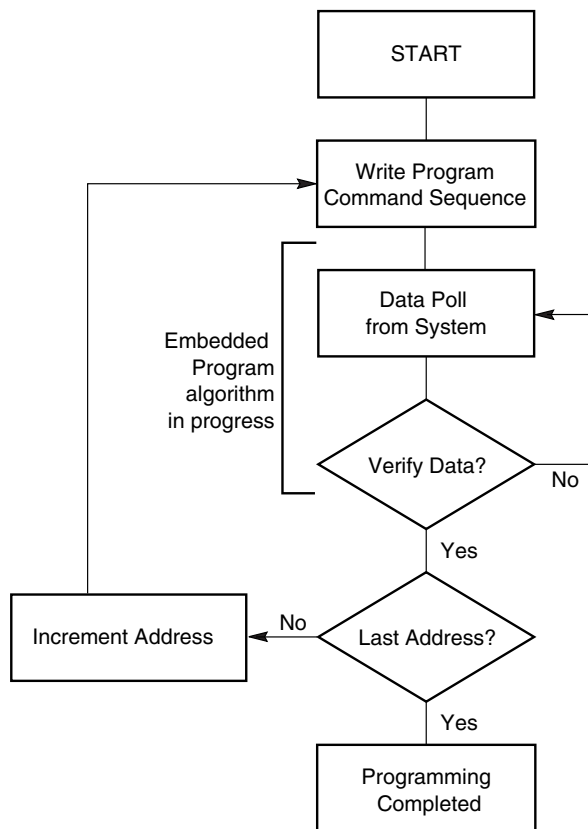 START
Write Program
Command Sequence
Data Poll
from System
Embedded
Program
algorithm
in progress
Verify Data?
No
Yes
No
Increment Address
Last Address?
Yes
Programming
Completed